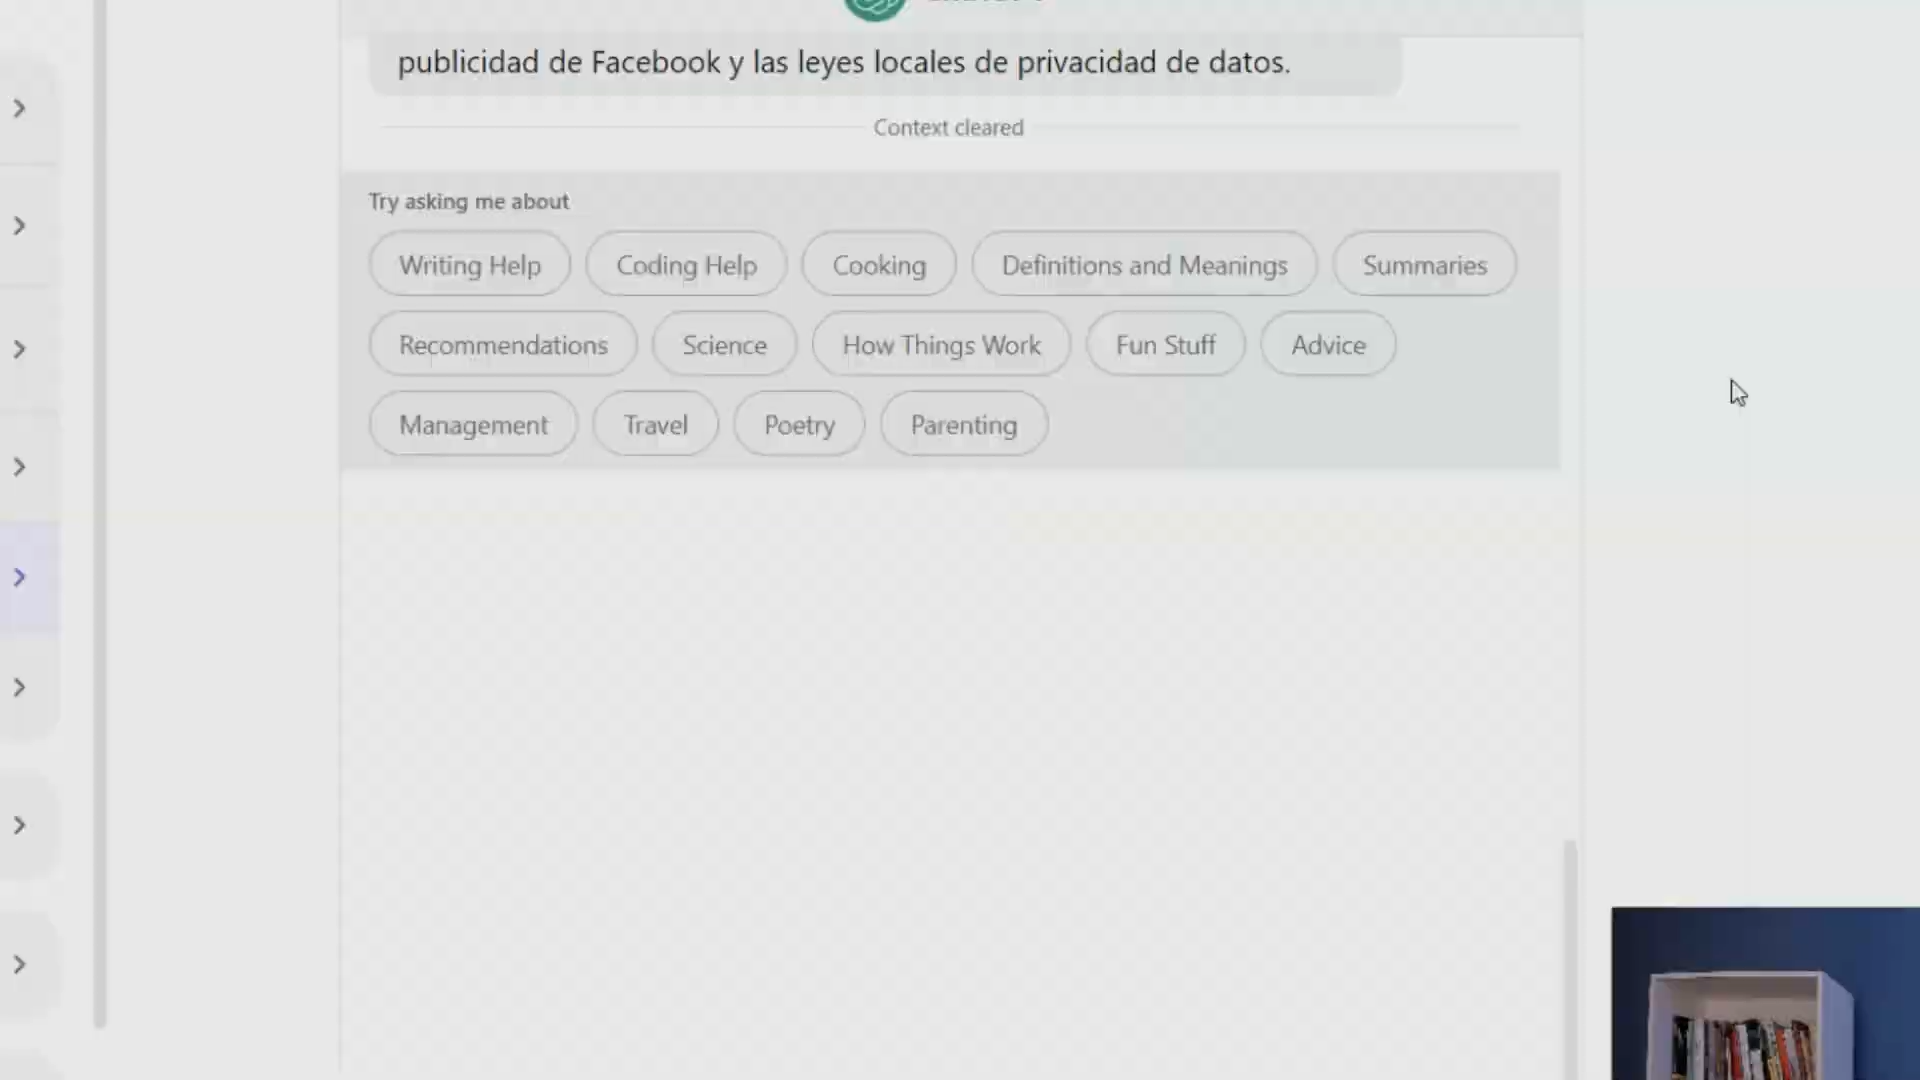 publicidad de Facebook y las leyes locales de privacidad de datos.
Context cleared
Try asking me about
Writing Help Coding Help Cooking Definitions and Meanings Summaries
Recommendations Science How Things Work Fun Stuff Advice
Management Travel Poetry Parenting